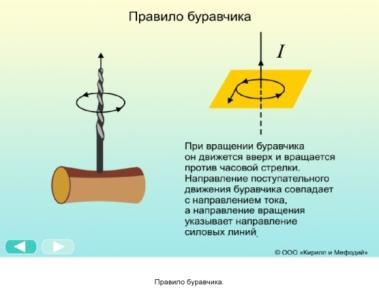 Правило буравчика
I
При вращении буравчика
он движется вверх и вращается
против часовой стрелки.
Направление поступательного
движения буравчика совпадает
с направлением тока,
а направление вращения
указывает направление
силовых линий.
© ООО «Кирилл и Мефодий»
Правило буравчика.